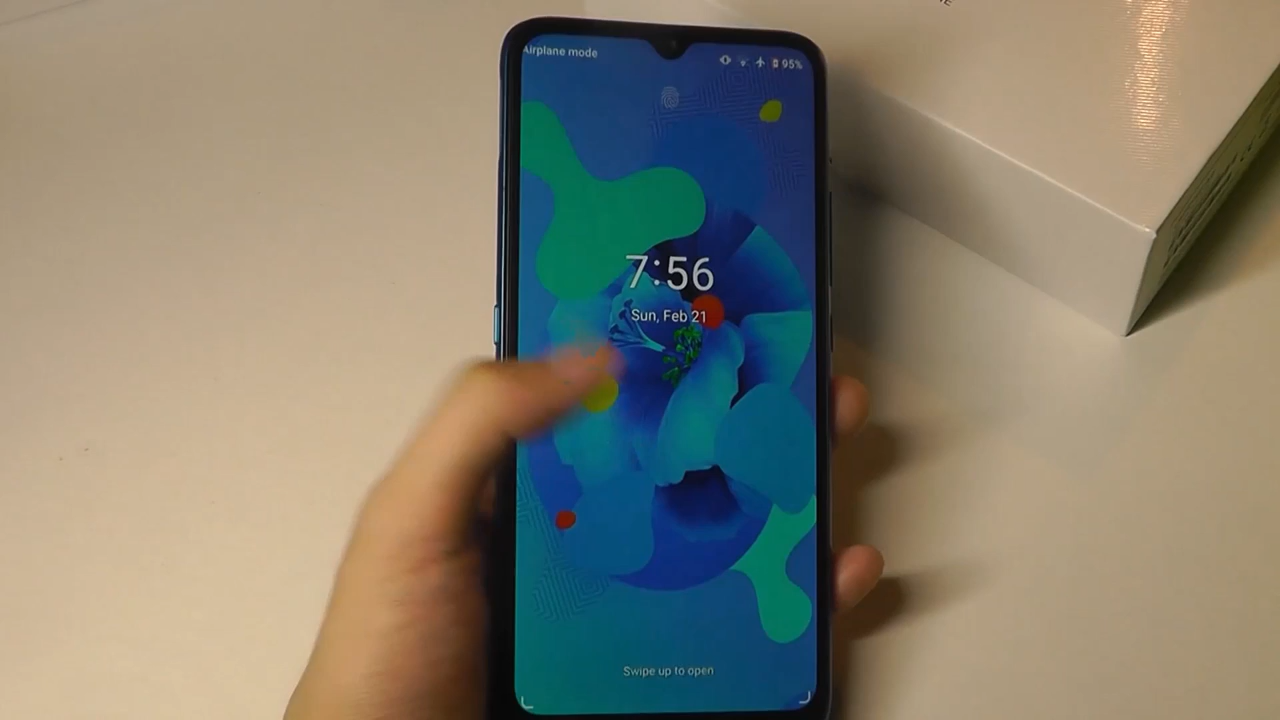 Airplane mode
95%
7:56
Sun, Feb 21
Swipe up to open